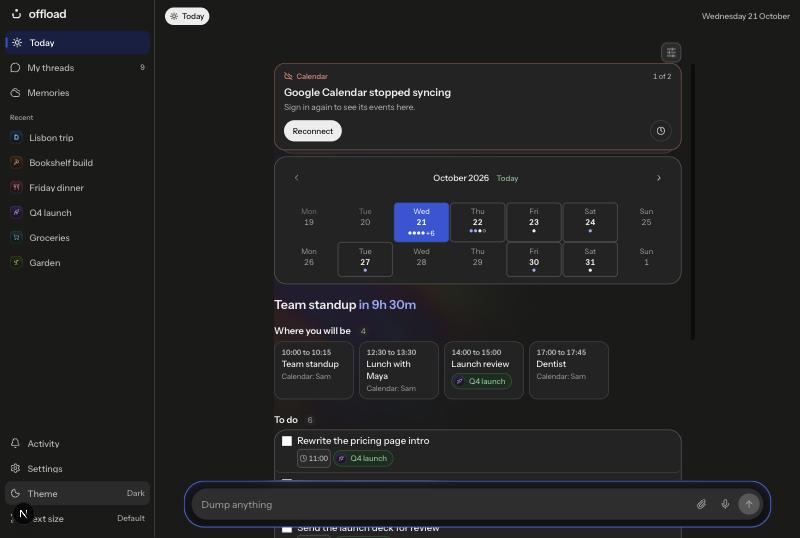 offload
Today
My threads 9
Memories
Recent
Lisbon trip
Bookshelf build
Friday dinner
Q4 launch
Groceries
Garden
Activity
Settings
Theme Dark
N
ext size Default
Today
Wednesday 21 October
Calendar 1 of 2
Google Calendar stopped syncing
Sign in again to see its events here.
Reconnect
October 2026 Today
Mon Tue Wed Thu Fri Sat Sun
19 20 21 22 23 24 25
+6
Mon Tue Wed Thu Fri Sat Sun
26 27 28 29 30 31 1
Team standup in 9h 30m
Where you will be 4
10:00 to 10:15
Team standup
Calendar: Sam
12:30 to 13:30
Lunch with
Maya
Calendar: Sam
14:00 to 15:00
Launch review
Q4 launch
17:00 to 17:45
Dentist
Calendar: Sam
To do 6
Rewrite the pricing page intro
11:00 Q4 launch
Dump anything
Send the launch deck for review